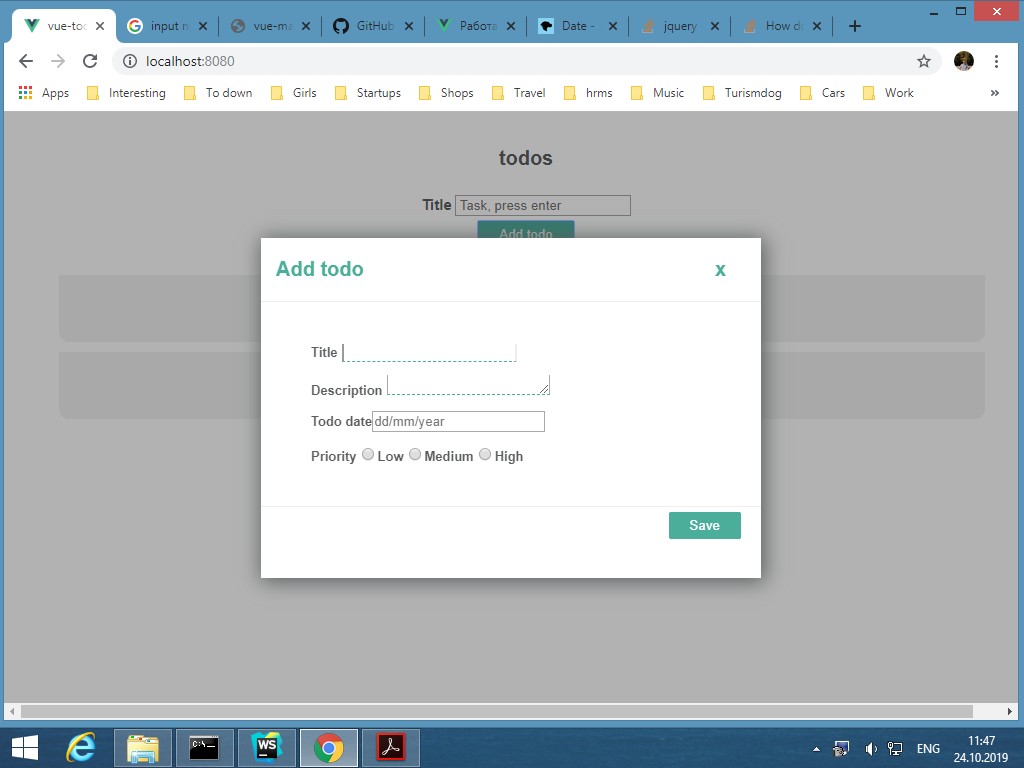 vue-too
input n
vue-ma
GitHub
Работа
Date -
jquery
How do
localhost:8080
Apps Interesting To down Girls Startups Shops Travel hrms Music Turismdog Cars Work »
todos
Title Task, press enter
Add todo
Add todo x
Title
Description
Todo date dd/mm/year
Priority Low Medium High
Save
C:\_
WS
ENG
11:47
24.10.2019